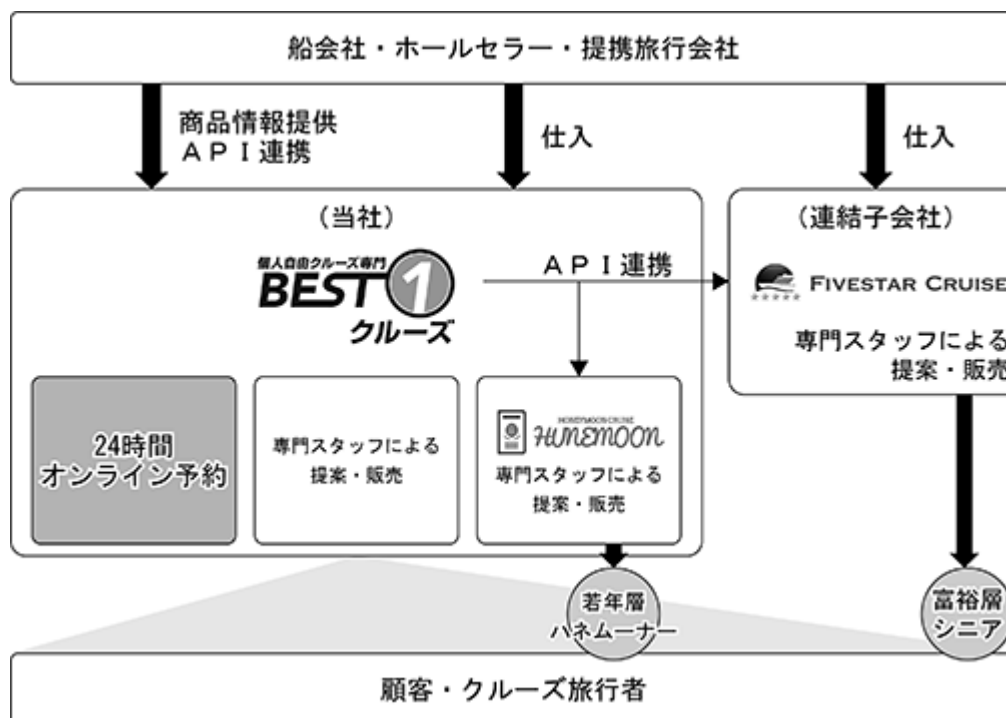 船会社・ホールセラー・提携旅行会社
商品情報提供
ＡＰＩ連携
仕入
仕入
（当社）
個人自由クルーズ専門
BEST1
クルーズ
ＡＰＩ連携
（連結子会社）
FIVESTAR CRUISE
専門スタッフによる
提案・販売
24時間
オンライン予約
専門スタッフによる
提案・販売
HONEYMOON CRUISE
HUNEMOON
専門スタッフによる
提案・販売
若年層
ハネムーナー
富裕層
シニア
顧客・クルーズ旅行者